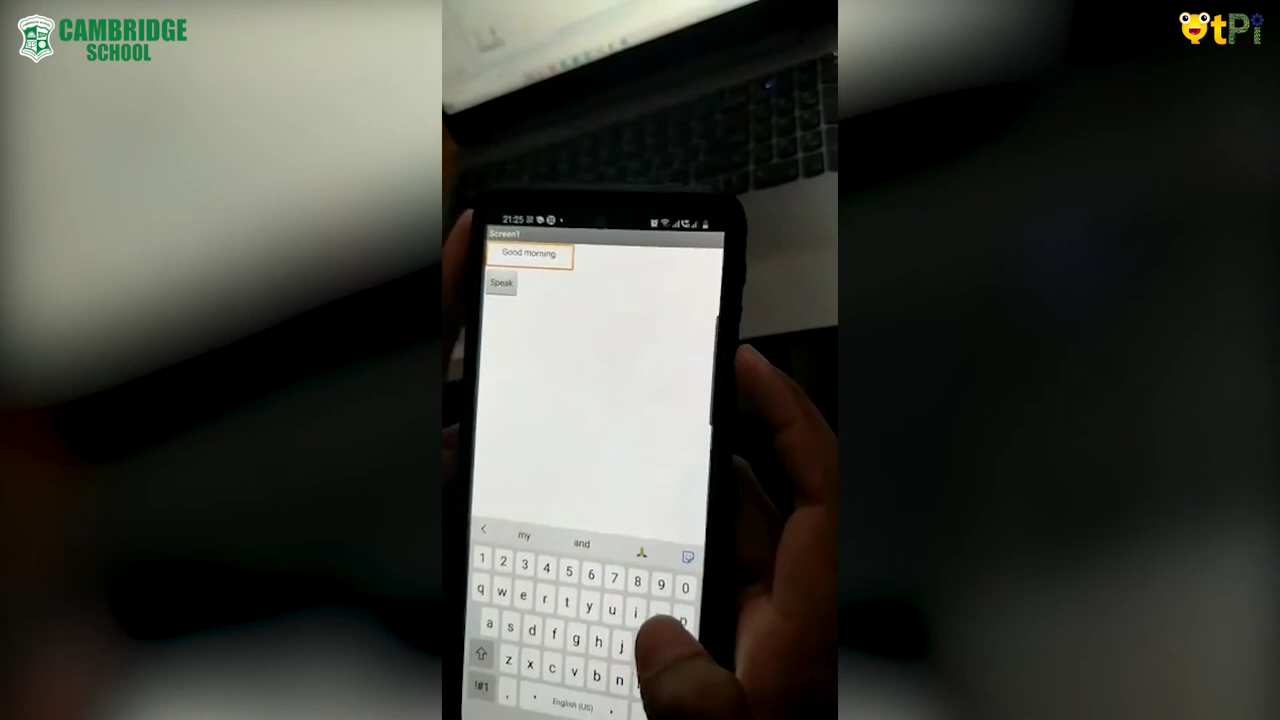 CAMBRIDGE
SCHOOL
tPi
21:25
Screen1
Good morning
Speak
my and
1 2 3 4 5 6 7 8 9 0
q w e r t y u i p
a s d f g h j
z x c v b n
!#1 , English (US)